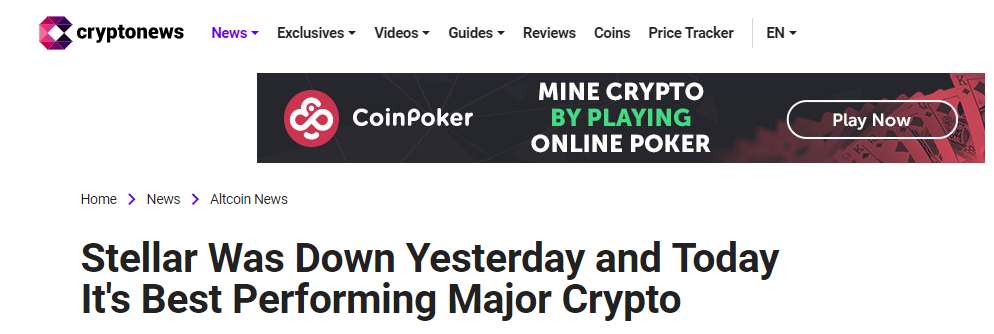 cryptonews News Exclusives Videos Guides Reviews Coins Price Tracker EN
CoinPoker
MINE CRYPTO
BY PLAYING
ONLINE POKER
Play Now
Home News Altcoin News
Stellar Was Down Yesterday and Today
It's Best Performing Major Crypto